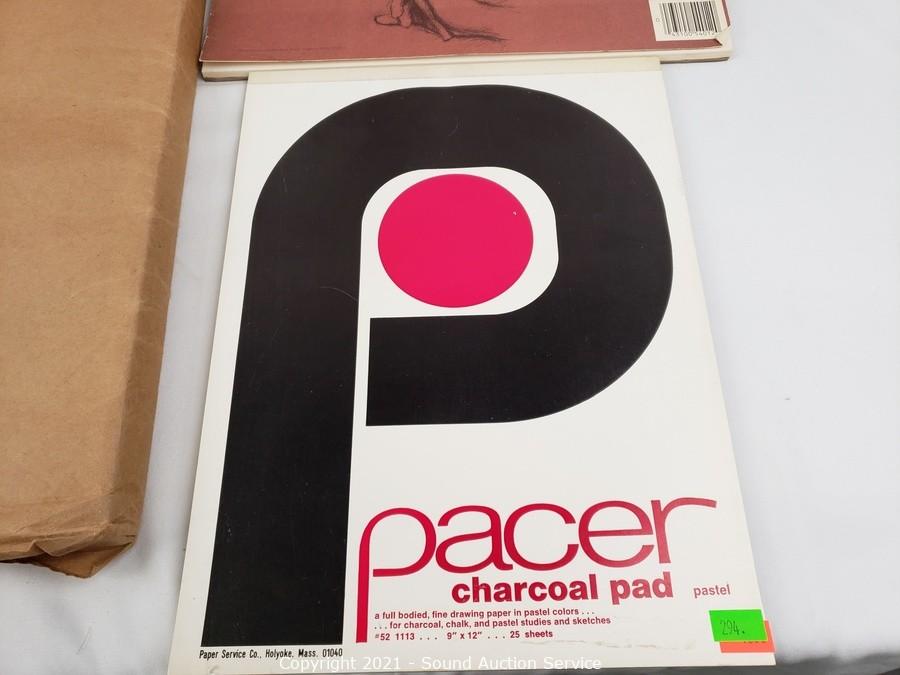 pacer
charcoal pad pastel
a full bodied, fine drawing paper in pastel colors . . .
. . . for charcoal, chalk, and pastel studies and sketches
#52 1113 . . . 9" x 12" . . . 25 sheets
294.
Paper Service Co., Holyoke, Mass. 01040
Copyright 2021 - Sound Auction Service